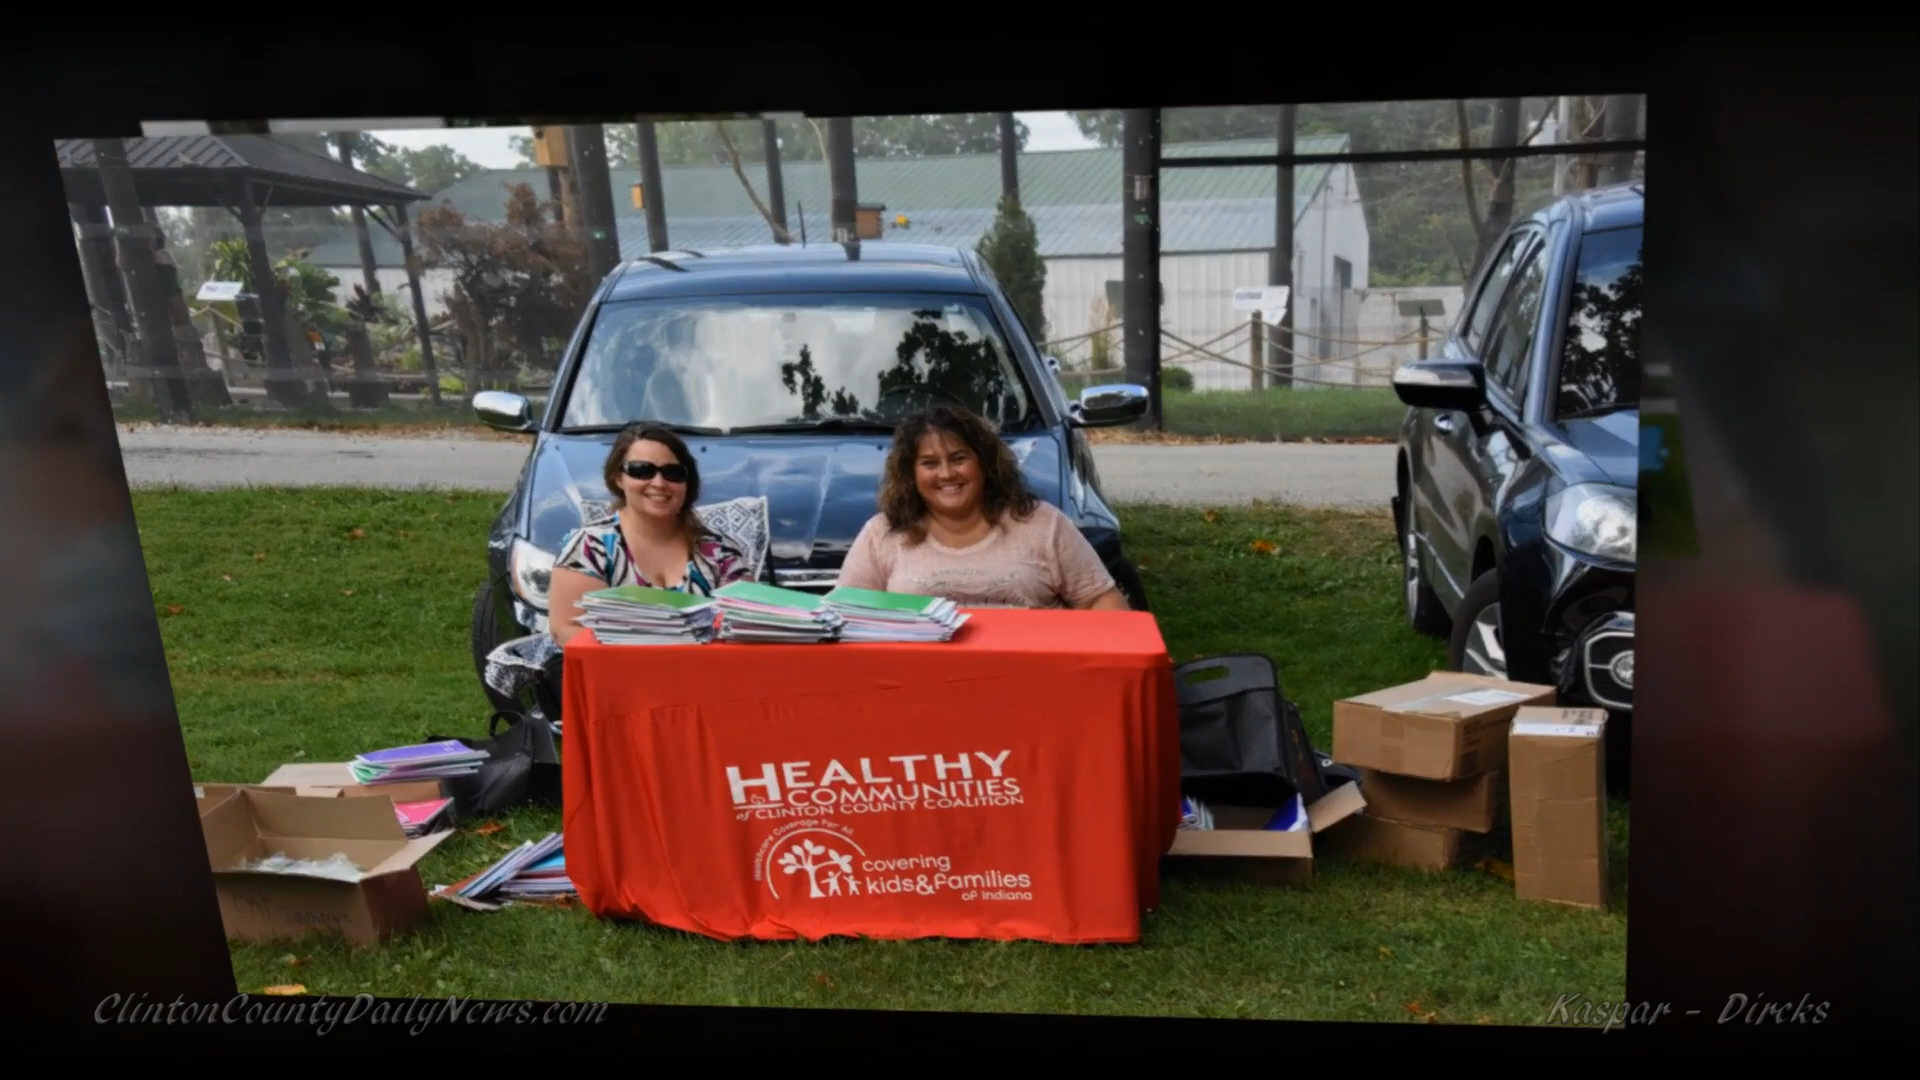 HEALTHY
COMMUNITIES
of CLINTON COUNTY COALITION
Healthcare Coverage For All
covering
kids&families
of Indiana
ClintonCountyDailyNews.com
Kaspar - Dircks